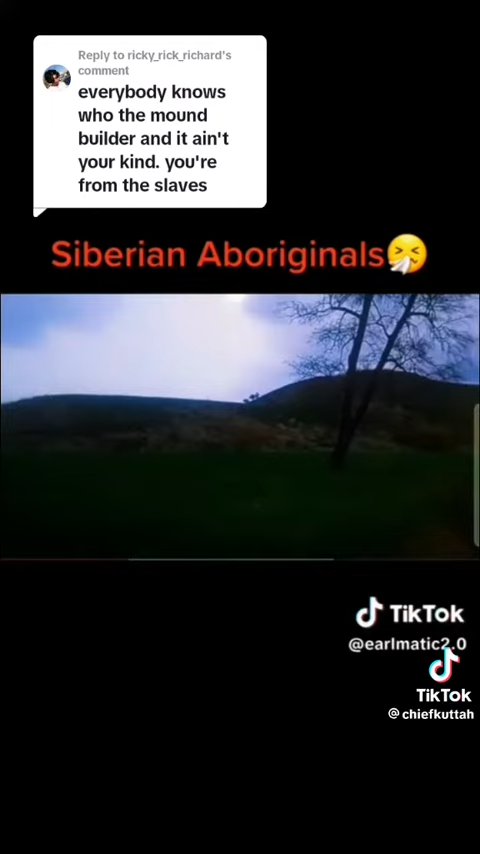 Reply to ricky_rick_richard's
comment
everybody knows
who the mound
builder and it ain't
your kind. you're
from the slaves
Siberian Aboriginals🤧
TikTok
@earlmatic2.0
TikTok
@chiefkuttah